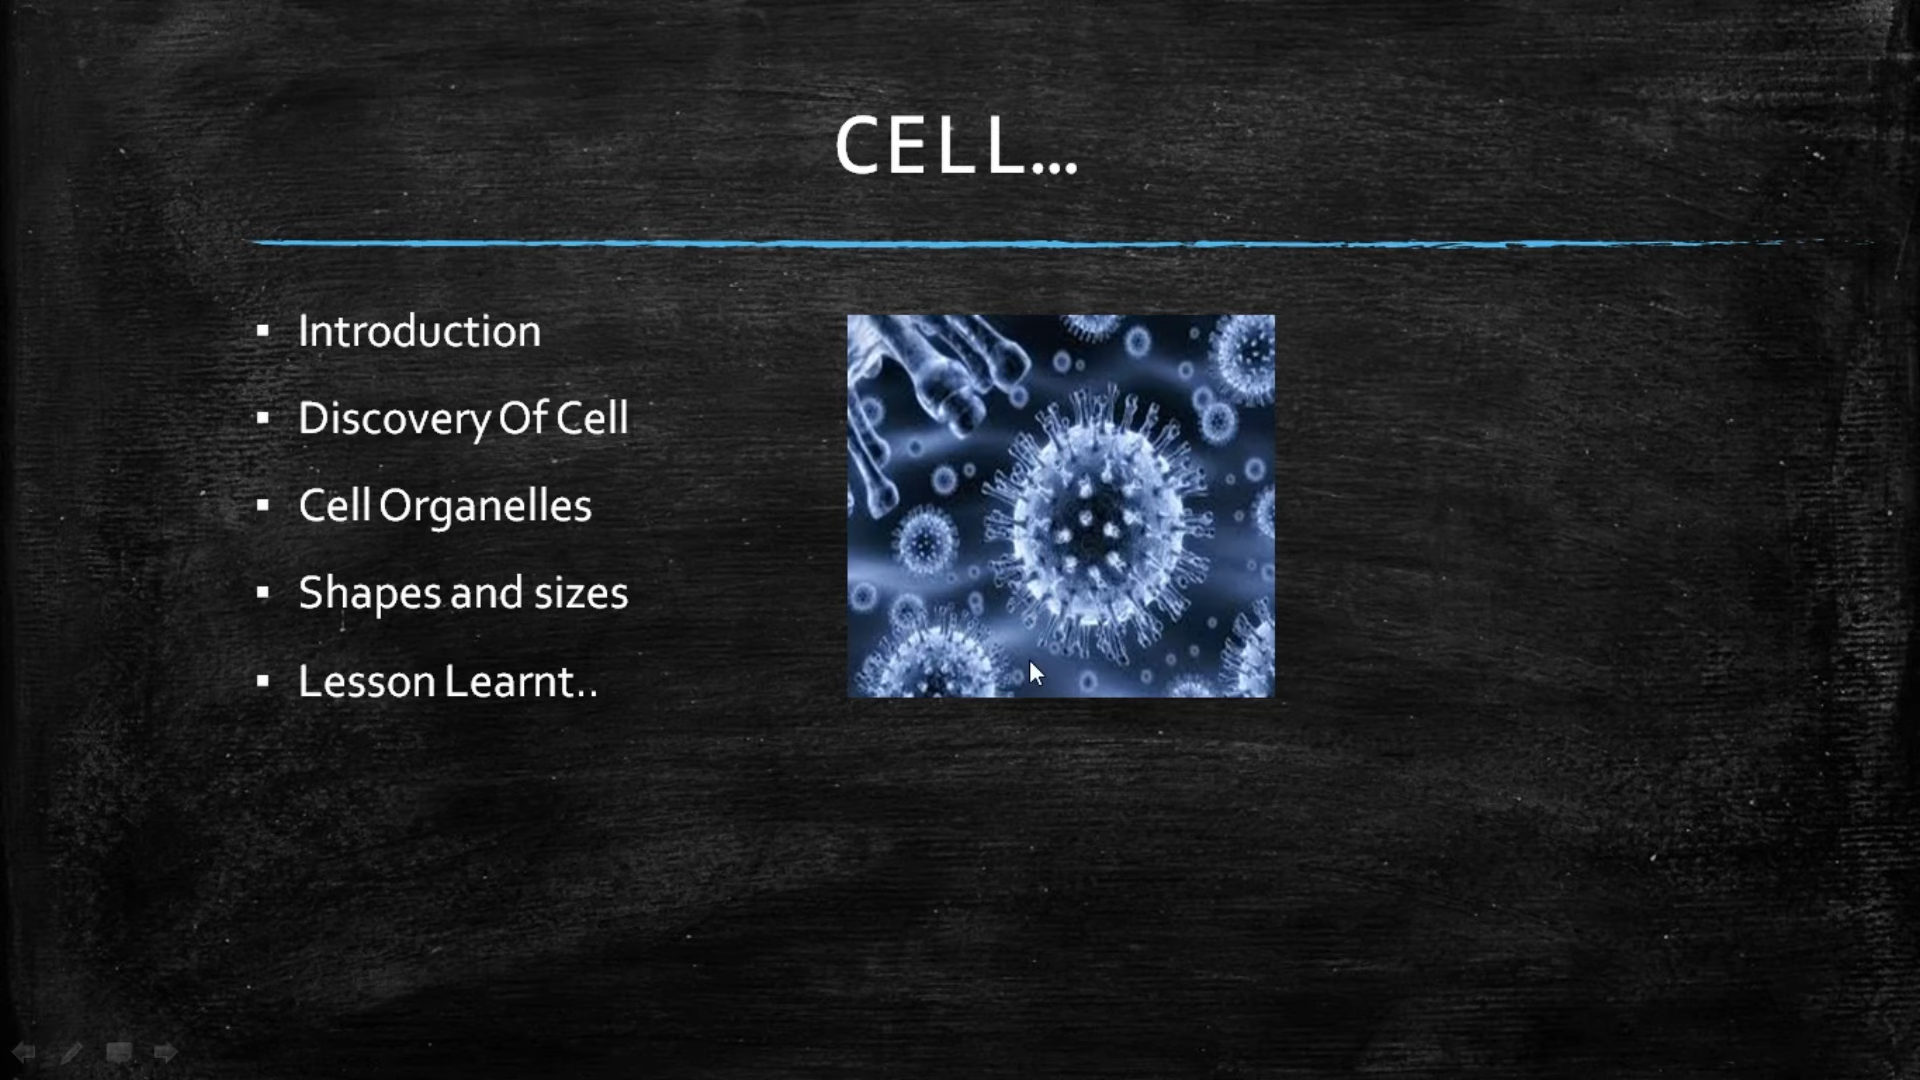 CELL...
▪ Introduction
▪ Discovery Of Cell
▪ Cell Organelles
▪ Shapes and sizes
▪ Lesson Learnt..